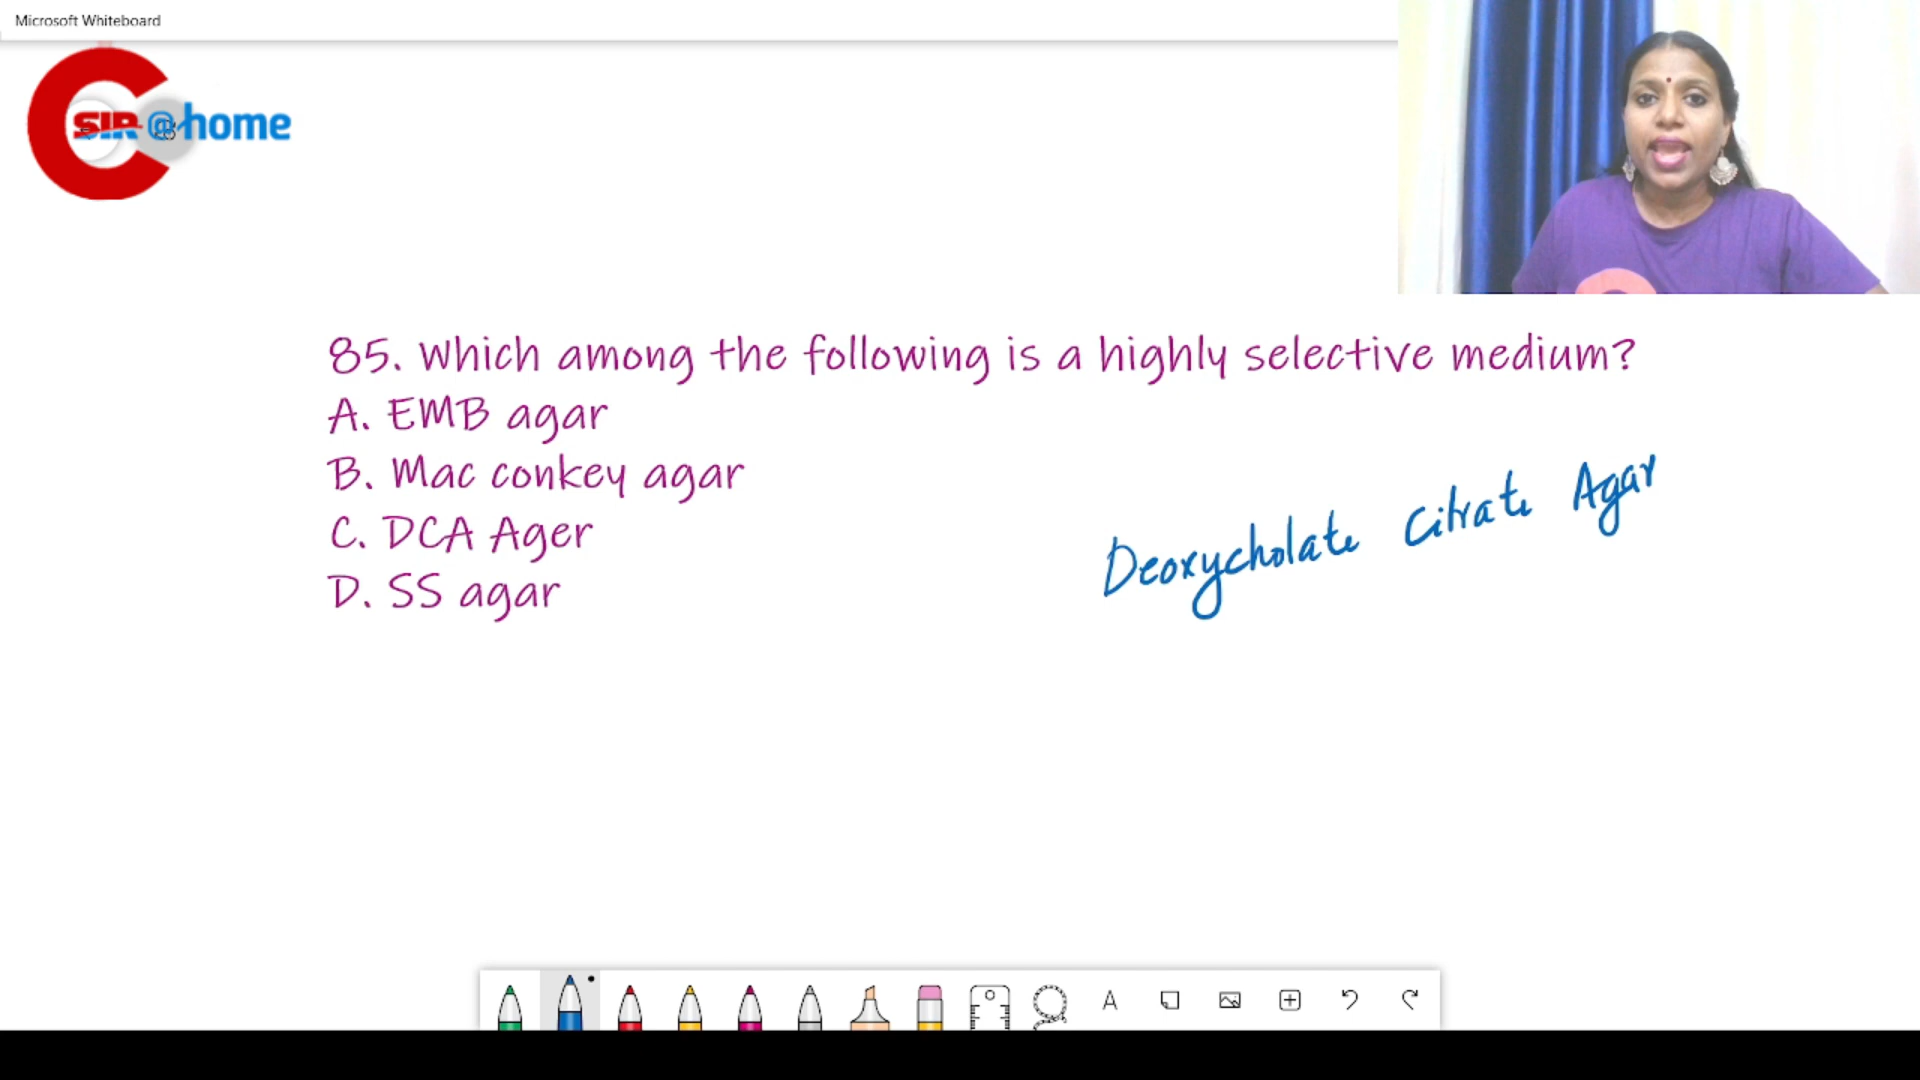 Microsoft Whiteboard
SIR @home
85. Which among the following is a highly selective medium?
A. EMB agar
B. Mac conkey agar
C. DCA Ager
D. SS agar
Deoxycholate Citrate Agar
A